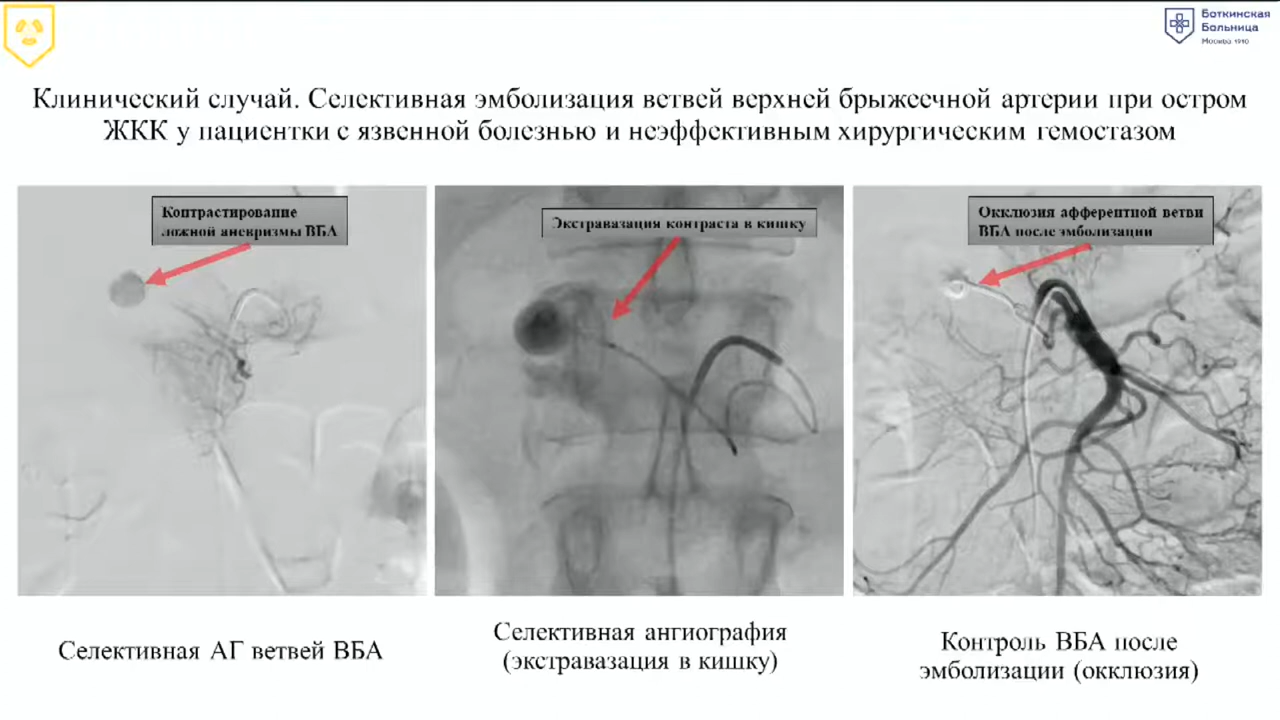 Боткинская
Больница
Москва 1910
Клинический случай. Селективная эмболизация ветвей верхней брыжеечной артерии при остром
ЖКК у пациентки с язвенной болезнью и неэффективным хирургическим гемостазом
Контрастирование
ложной аневризмы ВБА
Экстравазация контраста в кишку
Окклюзия афферентной ветви
ВБА после эмболизации
Селективная АГ ветвей ВБА
Селективная ангиография
(экстравазация в кишку)
Контроль ВБА после
эмболизации (окклюзия)